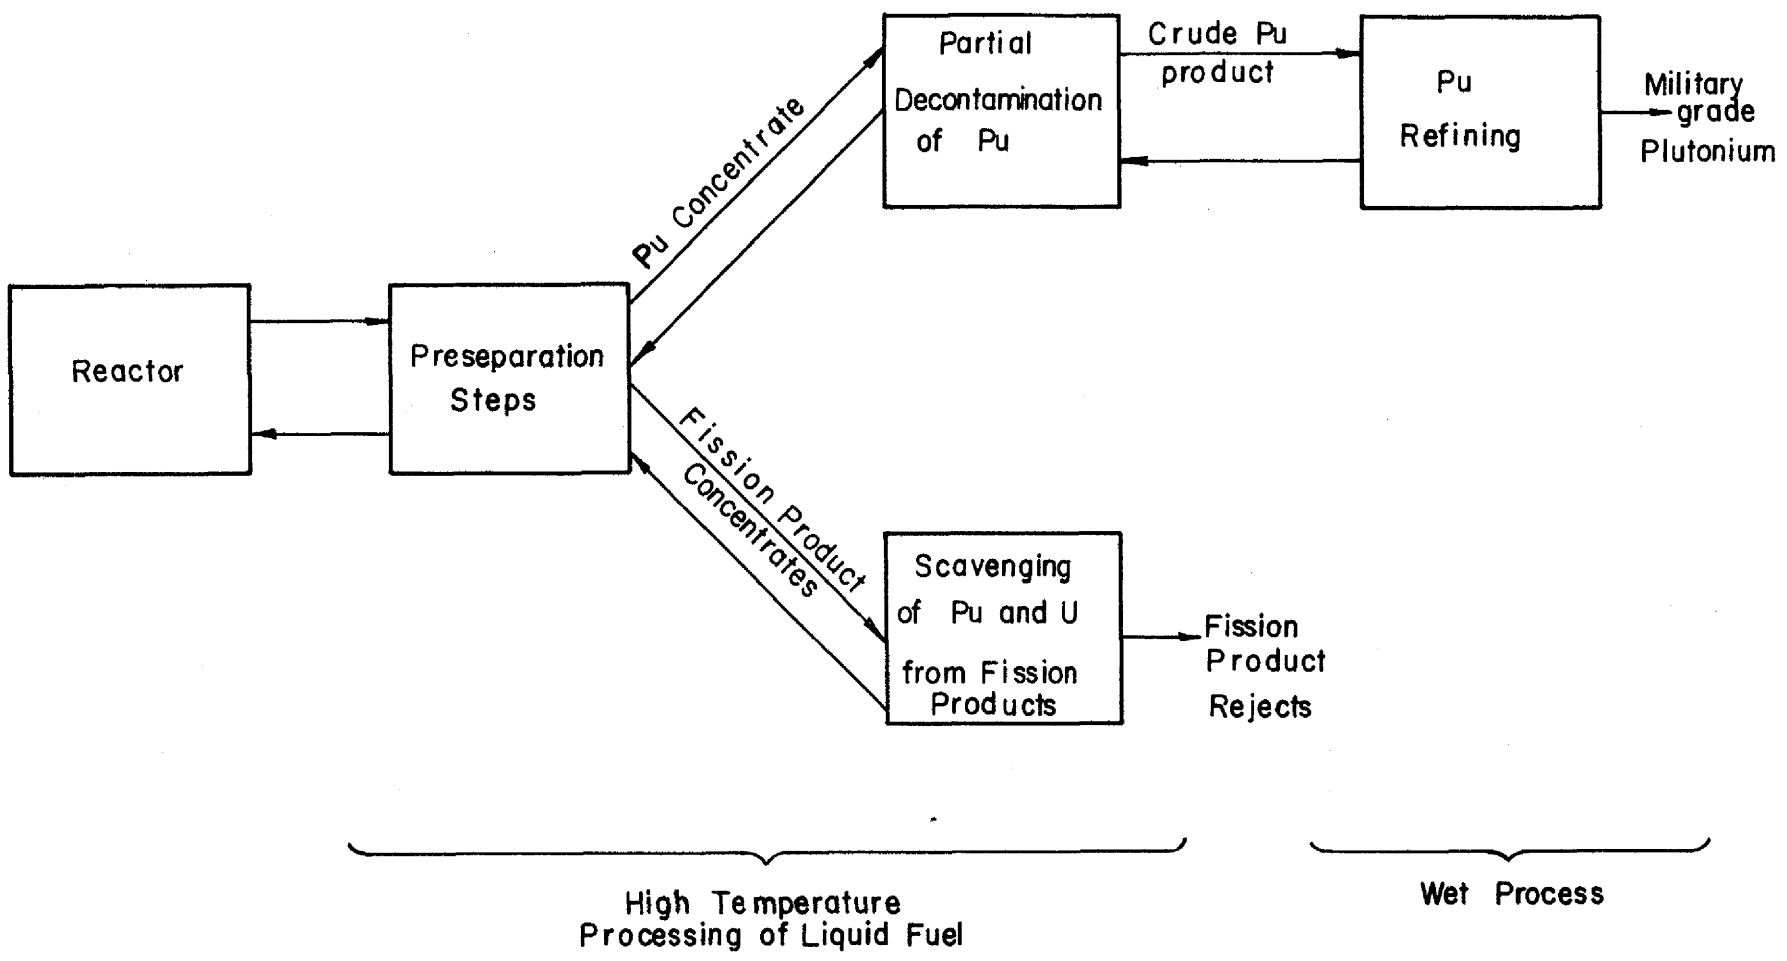 Partial
Decontamination
of Pu
Crude Pu
product
Pu
Refining
Military
grade
Plutonium
Pu Concentrate
Reactor
Preseparation
Steps
Fission Product
Concentrates
Scavenging
of Pu and U
from Fission
Products
Fission
Product
Rejects
High Temperature
Processing of Liquid Fuel
Wet Process